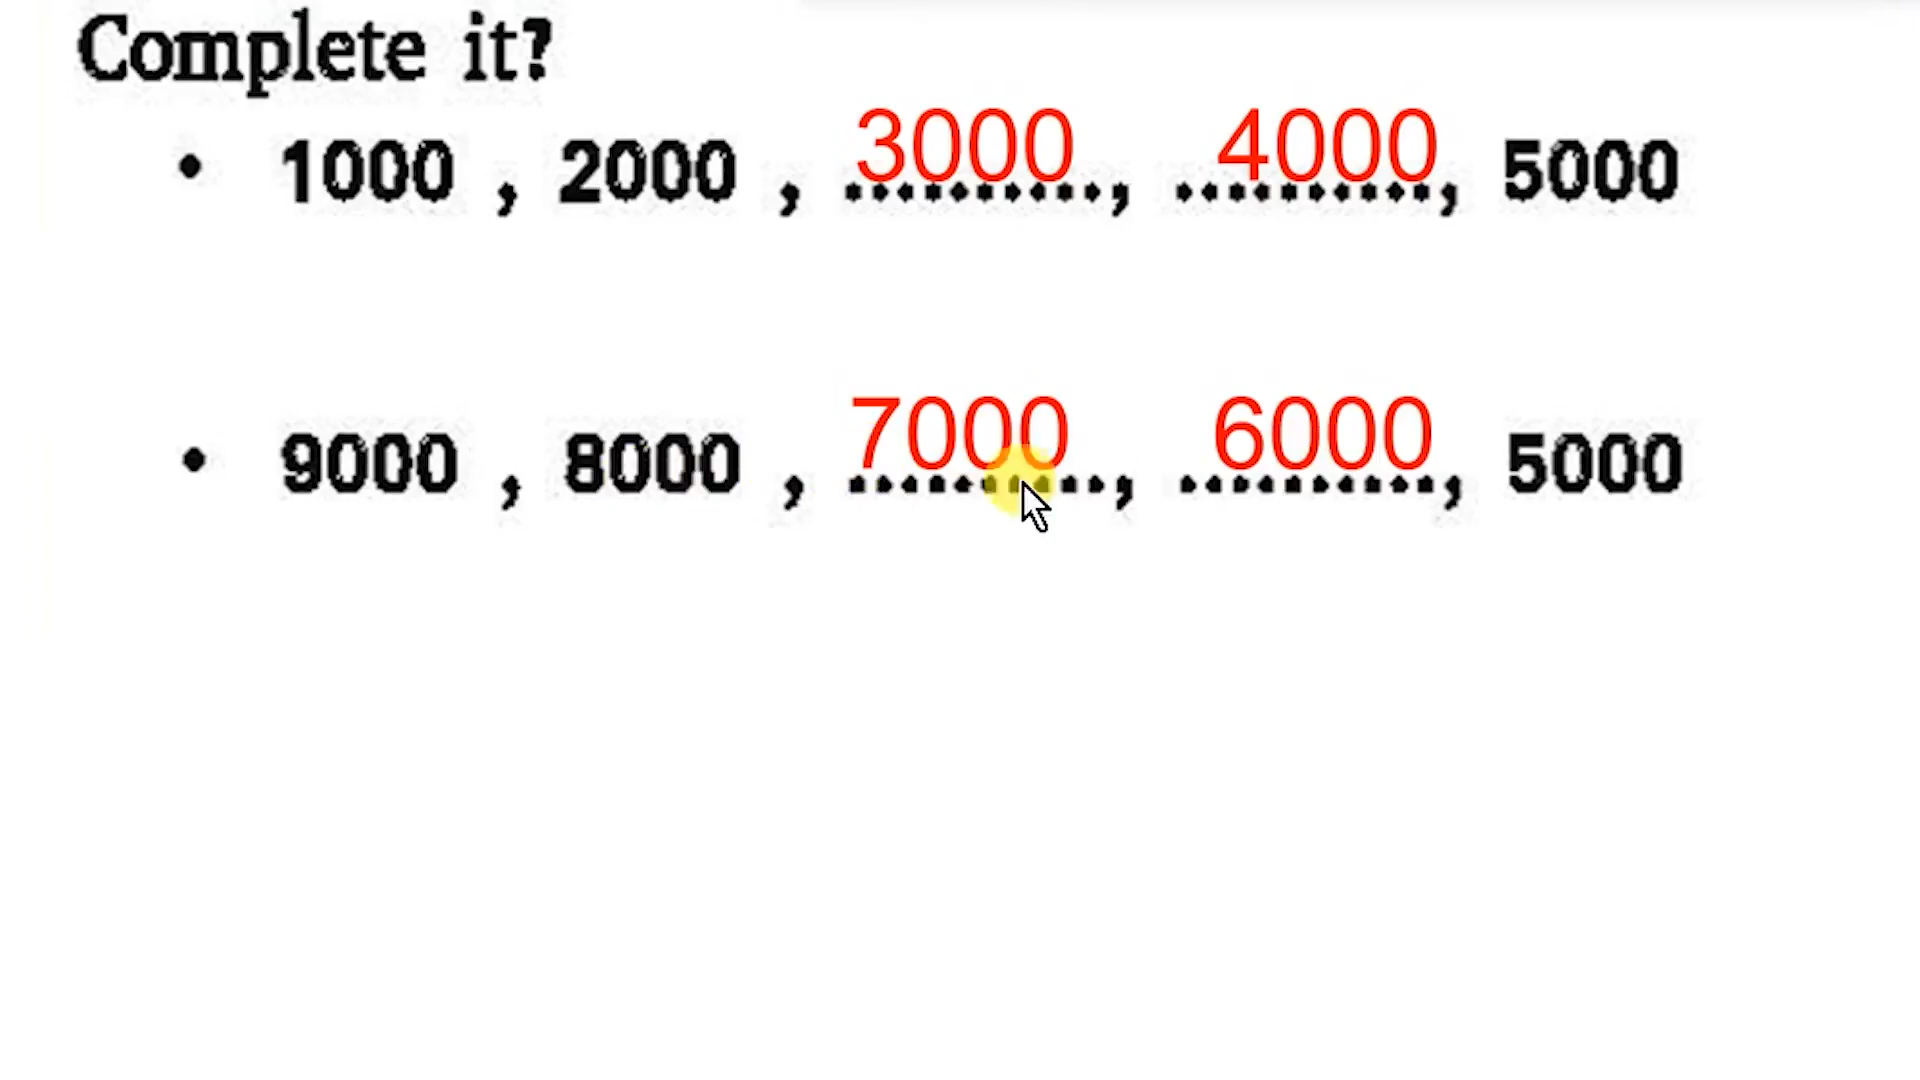 Complete it?
• 1000 , 2000 , 3000 .........., 4000 .........., 5000
• 9000 , 8000 , 7000 .........., 6000 .........., 5000